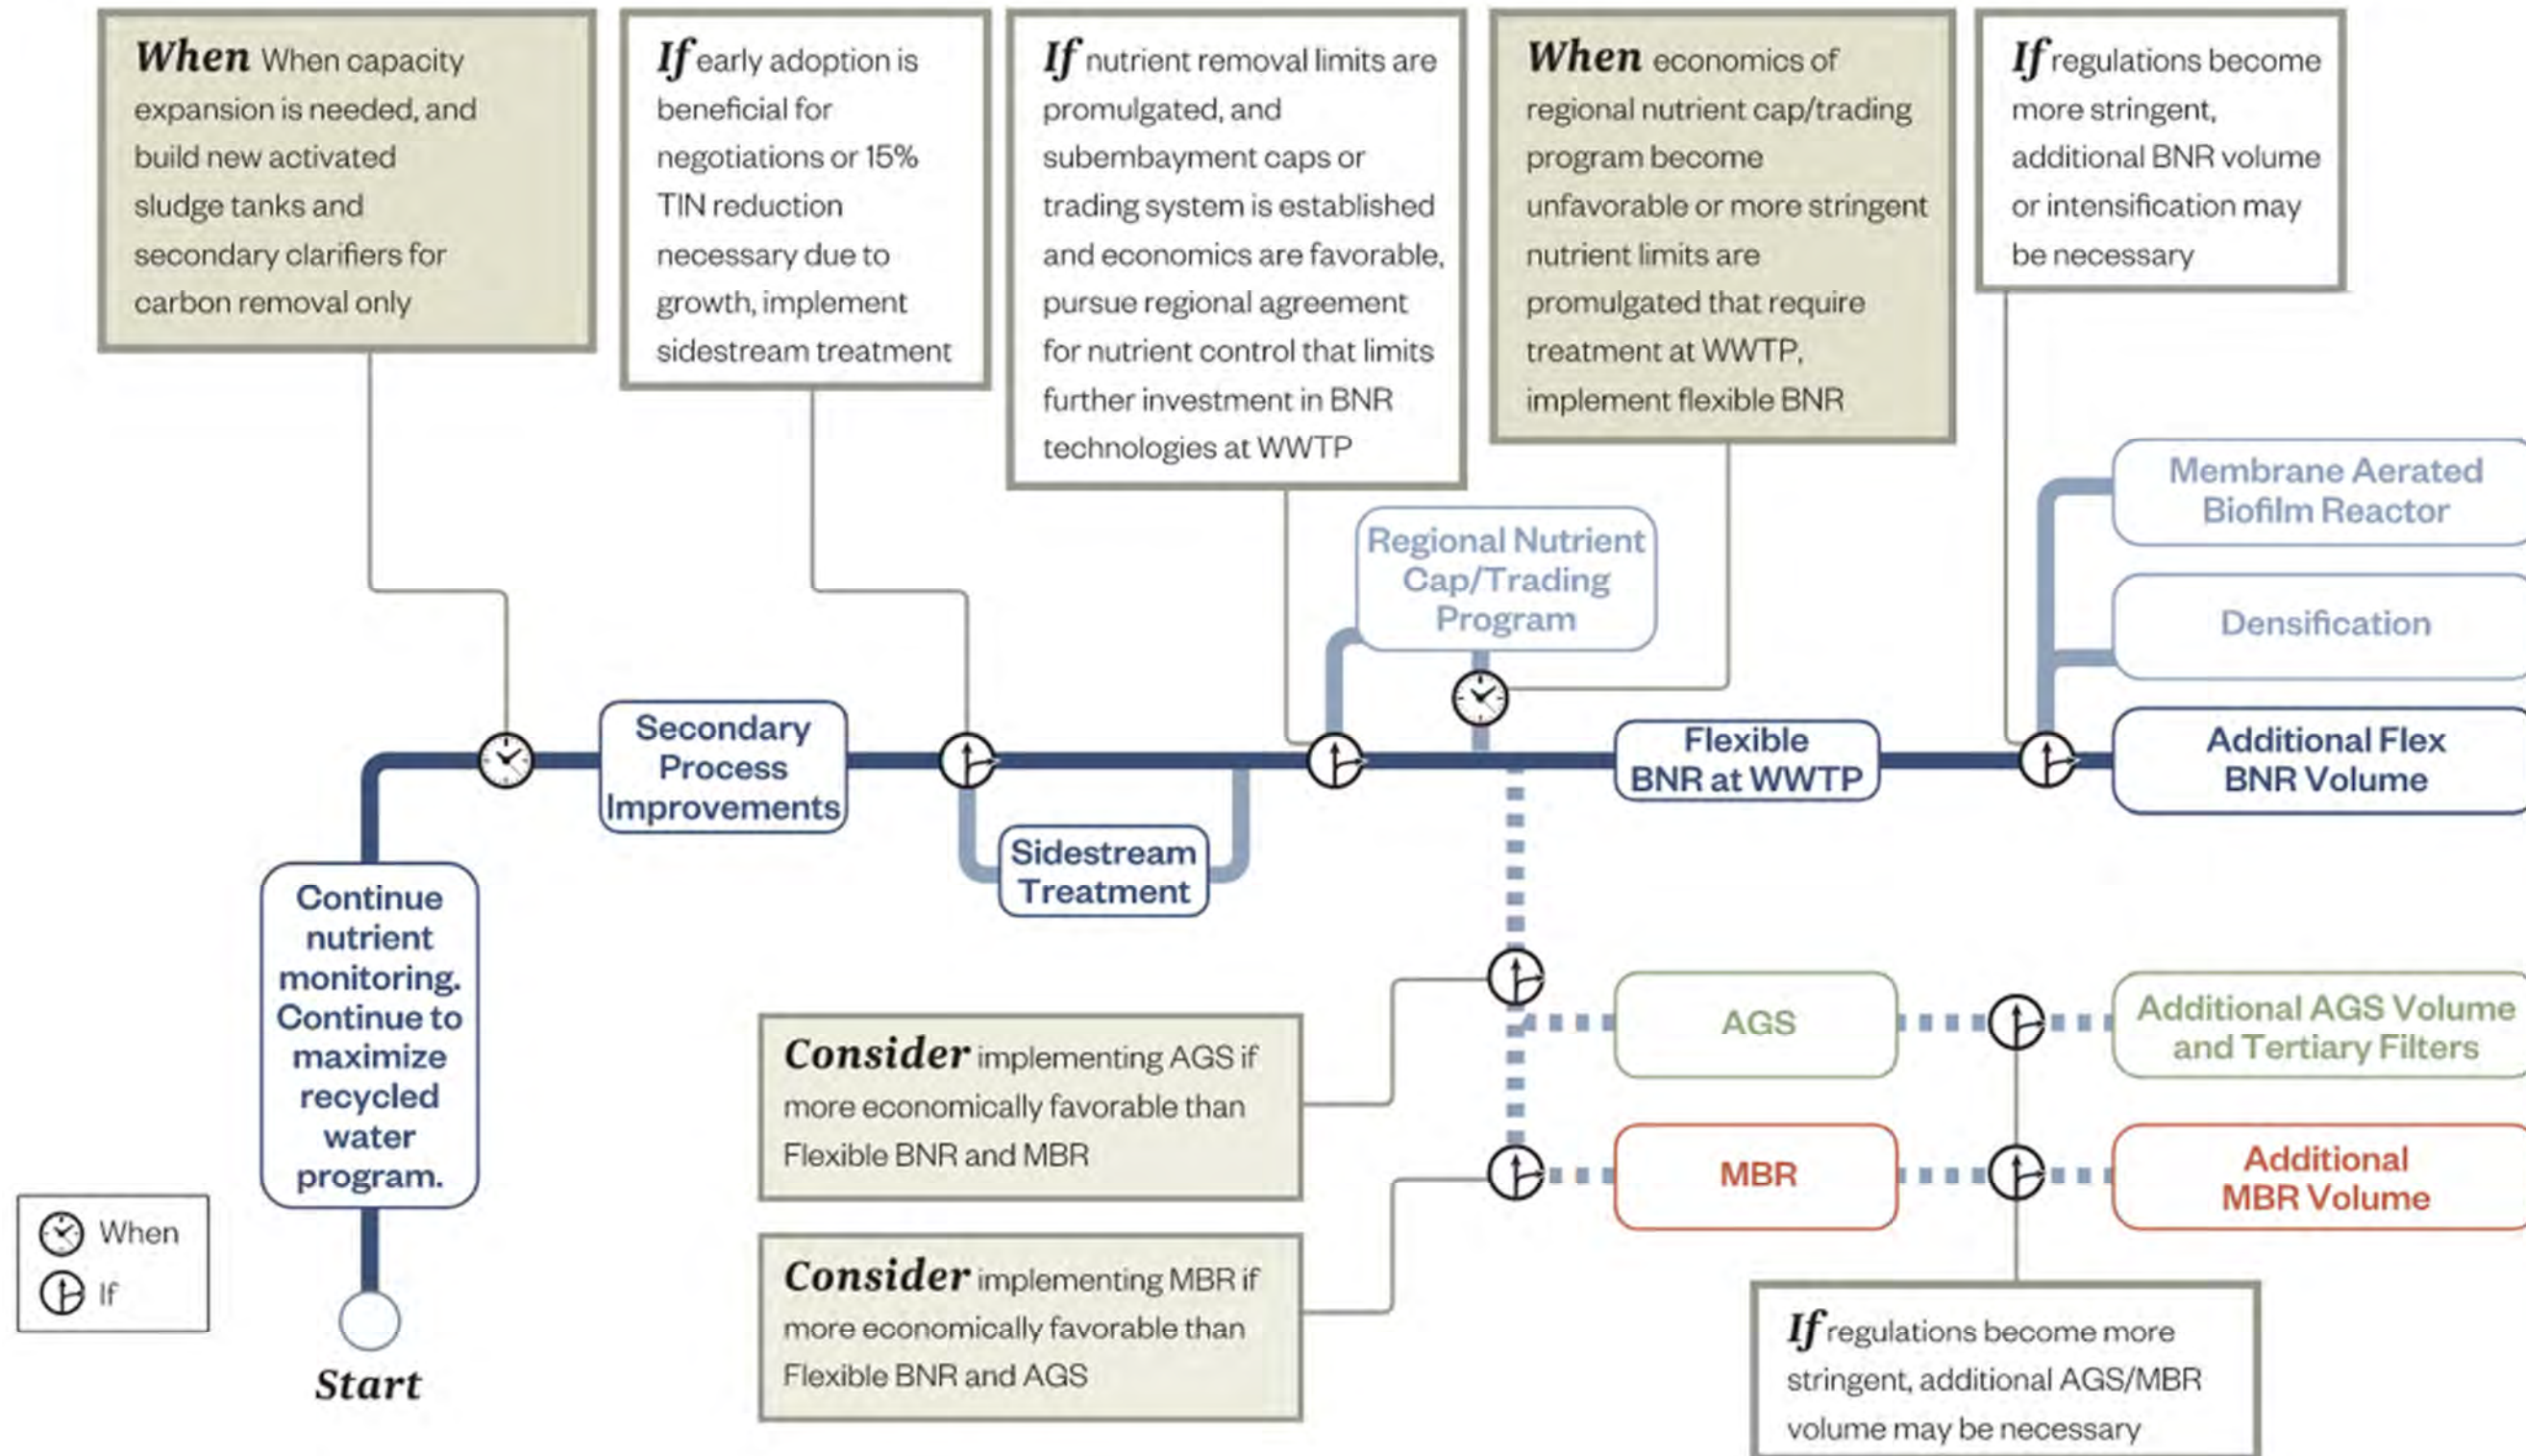 When When capacity
expansion is needed, and
build new activated
sludge tanks and
secondary clarifiers for
carbon removal only
If early adoption is
beneficial for
negotiations or 15%
TIN reduction
necessary due to
growth, implement
sidestream treatment
If nutrient removal limits are
promulgated, and
subembayment caps or
trading system is established
and economics are favorable,
pursue regional agreement
for nutrient control that limits
further investment in BNR
technologies at WWTP
When economics of
regional nutrient cap/trading
program become
unfavorable or more stringent
nutrient limits are
promulgated that require
treatment at WWTP,
implement flexible BNR
If regulations become
more stringent,
additional BNR volume
or intensification may
be necessary
Membrane Aerated
Biofilm Reactor
Densification
Regional Nutrient
Cap/Trading
Program
Secondary
Process
Improvements
Flexible
BNR at WWTP
Additional Flex
BNR Volume
Sidestream
Treatment
Continue
nutrient
monitoring.
Continue to
maximize
recycled
water
program.
AGS
Additional AGS Volume
and Tertiary Filters
Consider implementing AGS if
more economically favorable than
Flexible BNR and MBR
MBR
Additional
MBR Volume
Consider implementing MBR if
more economically favorable than
Flexible BNR and AGS
When
If
Start
If regulations become more
stringent, additional AGS/MBR
volume may be necessary